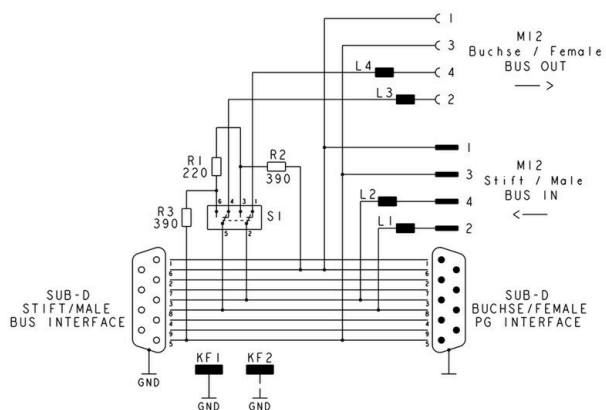 1
M12
Buchse / Female
BUS OUT
3
L4
4
L3
2
R1
220
R2
390
1
M12
Stift / Male
BUS IN
3
R3
390
6 4 3 1
S1
5 2
L2
4
L1
2
SUB-D
STIFT/MALE
BUS INTERFACE
1
6
2
7
3
8
4
9
5
1
6
2
7
3
8
4
9
5
SUB-D
BUCHSE/FEMALE
PG INTERFACE
GND
KF1
GND
KF2
GND